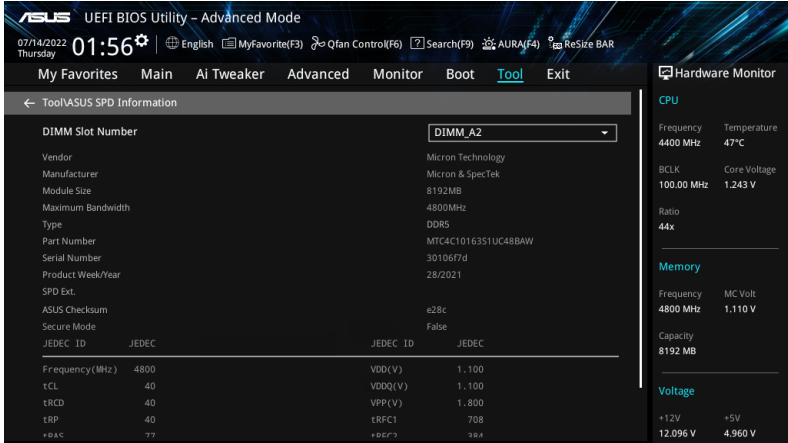 ASUS UEFI BIOS Utility – Advanced Mode
07/14/2022 Thursday 01:56 English MyFavorite(F3) Qfan Control(F6) ? Search(F9) AURA(F4) ReSize BAR
My Favorites Main Ai Tweaker Advanced Monitor Boot Tool Exit
Hardware Monitor
← Tool\ASUS SPD Information
DIMM Slot Number DIMM_A2
Vendor Micron Technology
Manufacturer Micron & SpecTek
Module Size 8192MB
Maximum Bandwidth 4800MHz
Type DDR5
Part Number MTC4C10163S1UC48BAW
Serial Number 30106f7d
Product Week/Year 28/2021
SPD Ext.
ASUS Checksum e28c
Secure Mode False
JEDEC ID JEDEC JEDEC ID JEDEC
Frequency(MHz) 4800 VDD(V) 1.100
tCL 40 VDDQ(V) 1.100
tRCD 40 VPP(V) 1.800
tRP 40 tRFC1 708
tRAS 77 tRFC2 384
CPU
Frequency Temperature
4400 MHz 47°C
BCLK Core Voltage
100.00 MHz 1.243 V
Ratio
44x
Memory
Frequency MC Volt
4800 MHz 1.110 V
Capacity
8192 MB
Voltage
+12V +5V
12.096 V 4.960 V